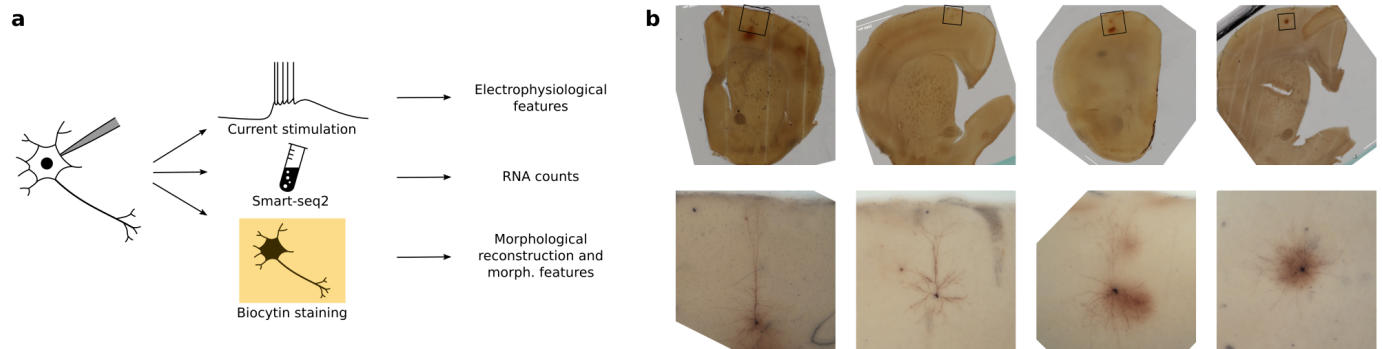 a
b
Current stimulation
Electrophysiological
features
Smart-seq2
RNA counts
Biocytin staining
Morphological
reconstruction and
morph. features